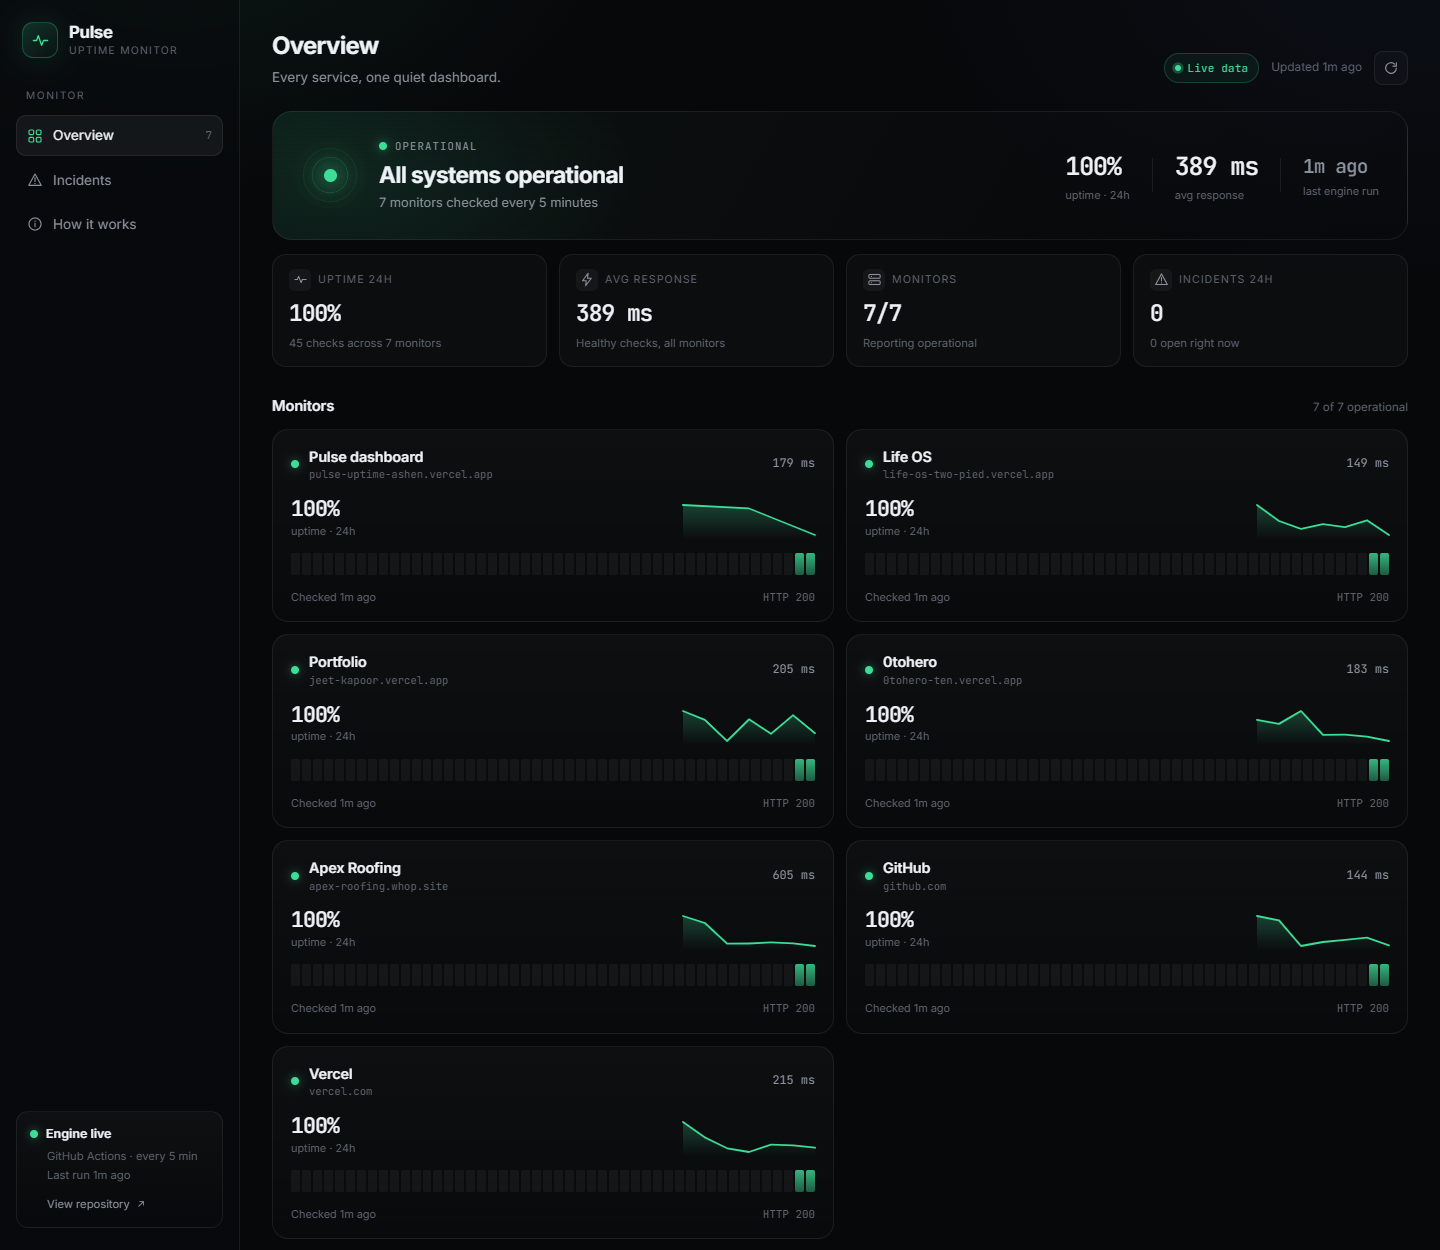 Pulse
UPTIME MONITOR
MONITOR
Overview 7
Incidents
How it works
Engine live
GitHub Actions · every 5 min
Last run 1m ago
View repository ↗
Overview
Every service, one quiet dashboard.
Live data
Updated 1m ago
OPERATIONAL
All systems operational
7 monitors checked every 5 minutes
100%
uptime · 24h
389 ms
avg response
1m ago
last engine run
UPTIME 24H
100%
45 checks across 7 monitors
AVG RESPONSE
389 ms
Healthy checks, all monitors
MONITORS
7/7
Reporting operational
INCIDENTS 24H
0
0 open right now
Monitors
7 of 7 operational
Pulse dashboard
pulse-uptime-ashen.vercel.app
179 ms
100%
uptime · 24h
Checked 1m ago
HTTP 200
Life OS
life-os-two-pied.vercel.app
149 ms
100%
uptime · 24h
Checked 1m ago
HTTP 200
Portfolio
jeet-kapoor.vercel.app
205 ms
100%
uptime · 24h
Checked 1m ago
HTTP 200
0tohero
0tohero-ten.vercel.app
183 ms
100%
uptime · 24h
Checked 1m ago
HTTP 200
Apex Roofing
apex-roofing.whop.site
605 ms
100%
uptime · 24h
Checked 1m ago
HTTP 200
GitHub
github.com
144 ms
100%
uptime · 24h
Checked 1m ago
HTTP 200
Vercel
vercel.com
215 ms
100%
uptime · 24h
Checked 1m ago
HTTP 200